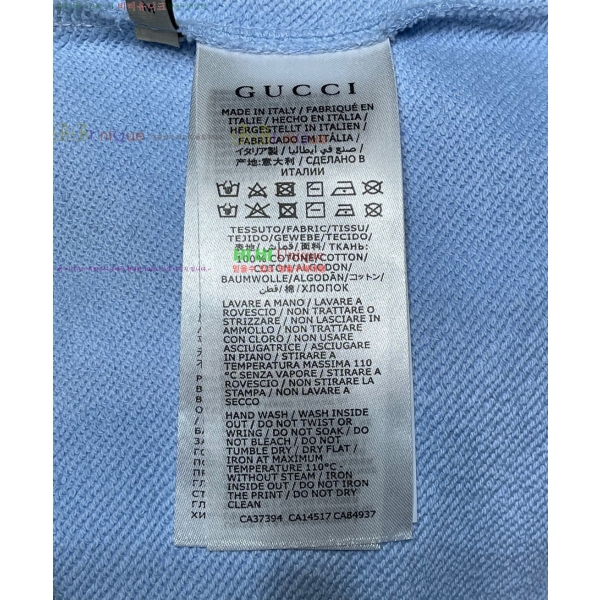 GUCCI
MADE IN ITALY / FABRIQUÉ EN
ITALIE / HECHO EN ITALIA /
HERGESTELLT IN ITALIEN /
FABRICADO EM ITÁLIA /
イタリア製 / صنع في ايطاليا /
产地:意大利 / СДЕЛАНО В
ИТАЛИИ
TESSUTO/FABRIC/TISSU/
TEJIDO/GEWEBE/TECIDO/
表地 / قماش / 面料 / ТКАНЬ:
100% COTONE/COTTON/
COTON/ALGODON/
BAUMWOLLE/ALGODÃO/コットン/
قطن /棉/ ХЛОПОК
LAVARE A MANO / LAVARE A
ROVESCIO / NON TRATTARE O
STRIZZARE / NON LASCIARE IN
AMMOLLO / NON TRATTARE
CON CLORO / NON USARE
ASCIUGATRICE / ASCIUGARE
IN PIANO / STIRARE A
TEMPERATURA MASSIMA 110
°C SENZA VAPORE / STIRARE A
ROVESCIO / NON STIRARE LA
STAMPA / NON LAVARE A
SECCO
HAND WASH / WASH INSIDE
OUT / DO NOT TWIST OR
WRING / DO NOT SOAK / DO
NOT BLEACH / DO NOT
TUMBLE DRY / DRY FLAT /
IRON AT MAXIMUM
TEMPERATURE 110°C -
WITHOUT STEAM / IRON
INSIDE OUT / DO NOT IRON
THE PRINT / DO NOT DRY
CLEAN
CA37394 CA14517 CA84937